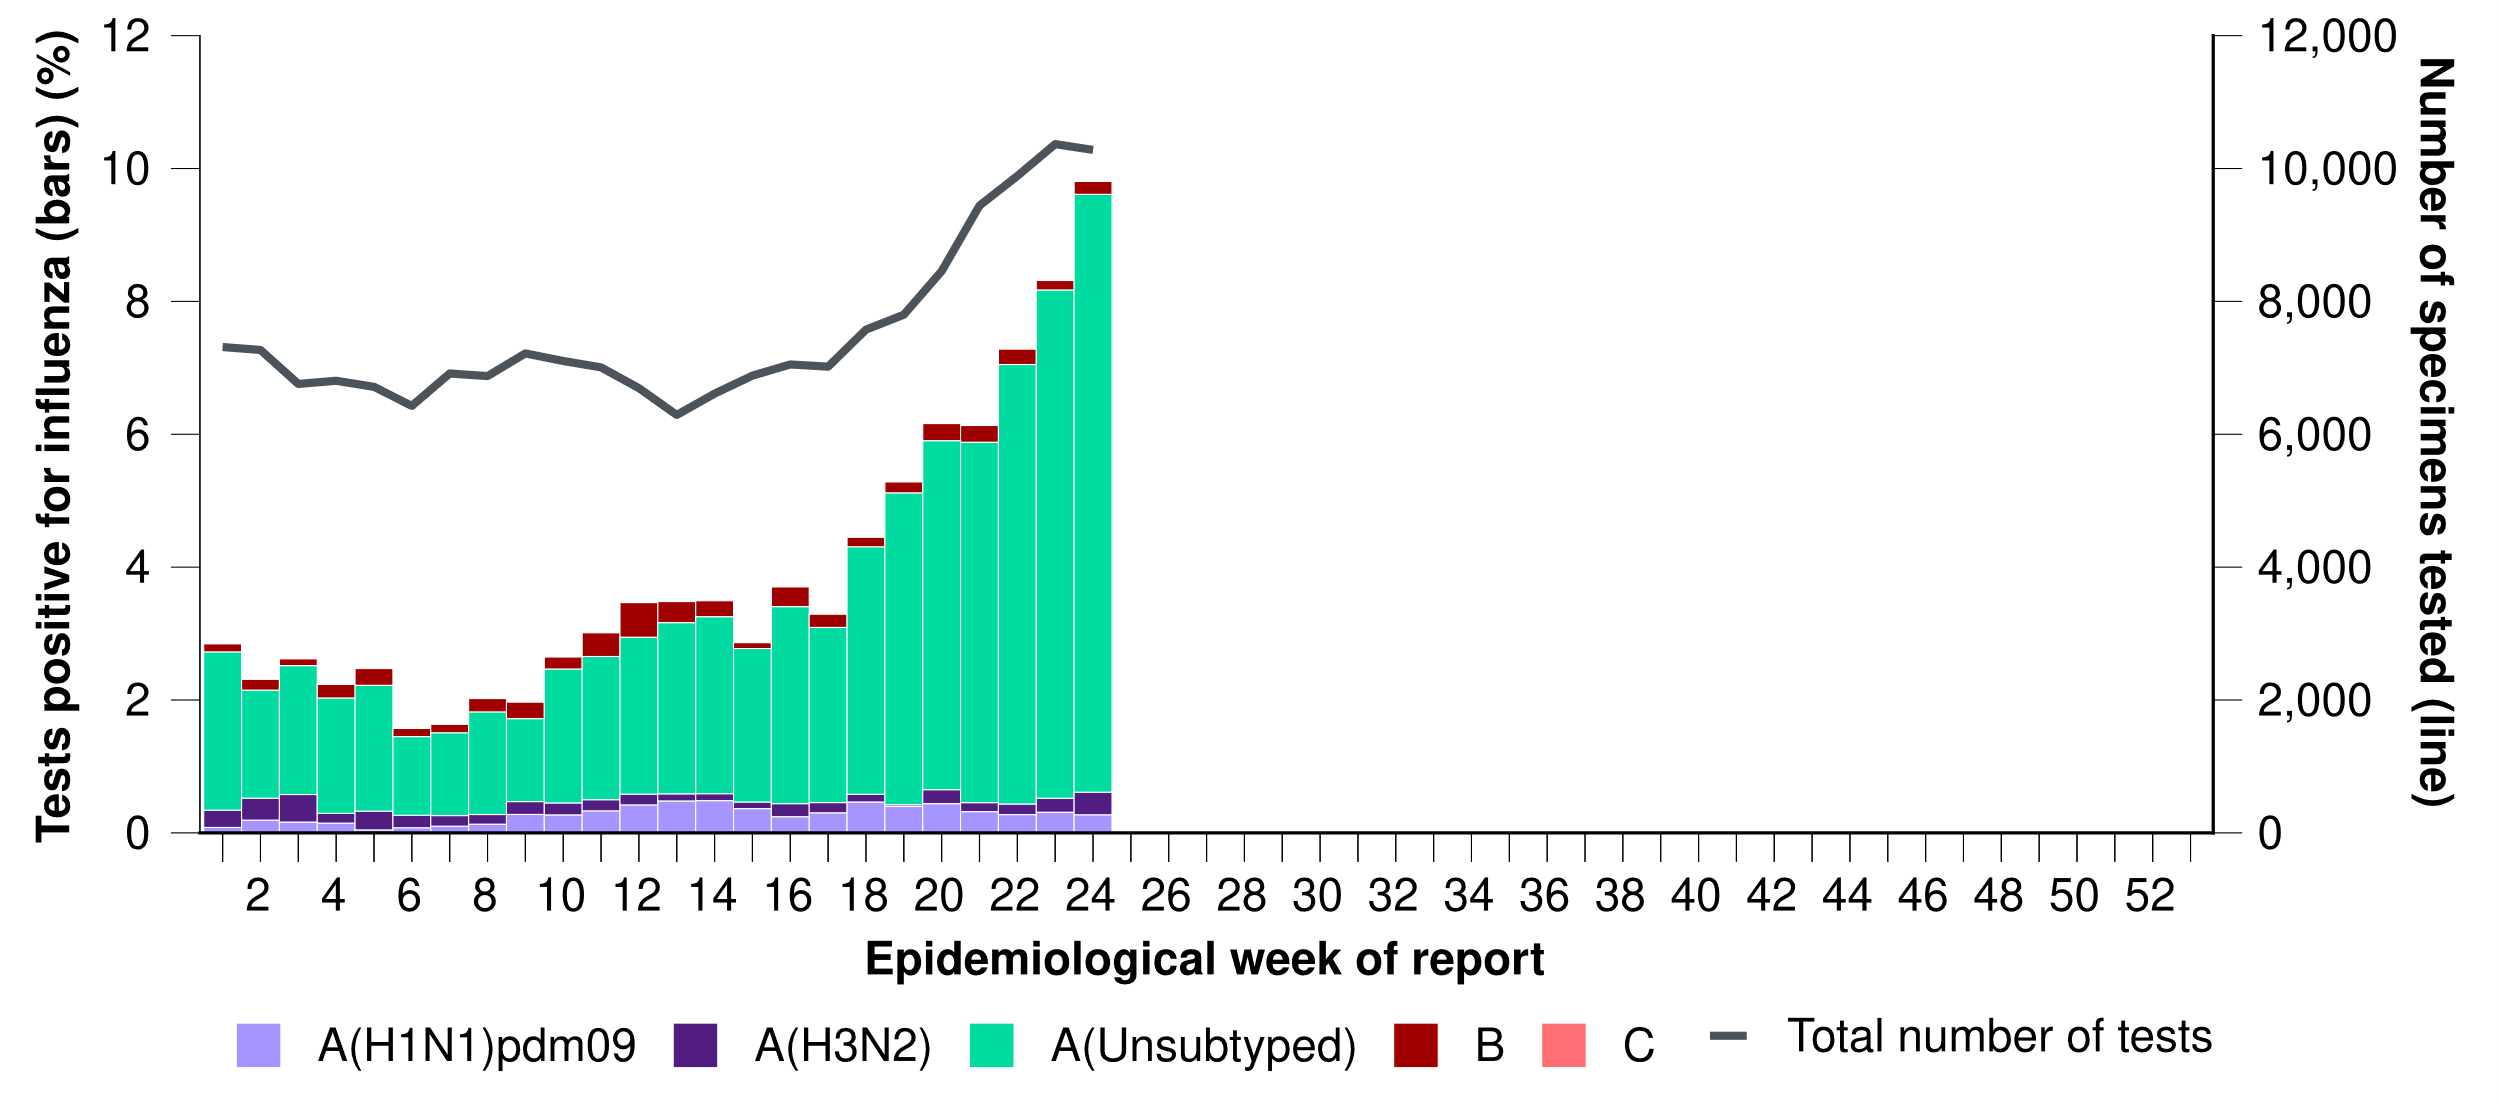 Tests positive for influenza (bars) (%)
12
10
8
6
4
2
0
12,000
10,000
8,000
6,000
4,000
2,000
0
Number of specimens tested (line)
2 4 6 8 10 12 14 16 18 20 22 24 26 28 30 32 34 36 38 40 42 44 46 48 50 52
Epidemiological week of report
A(H1N1)pdm09 A(H3N2) A(Unsubtyped) B C Total number of tests